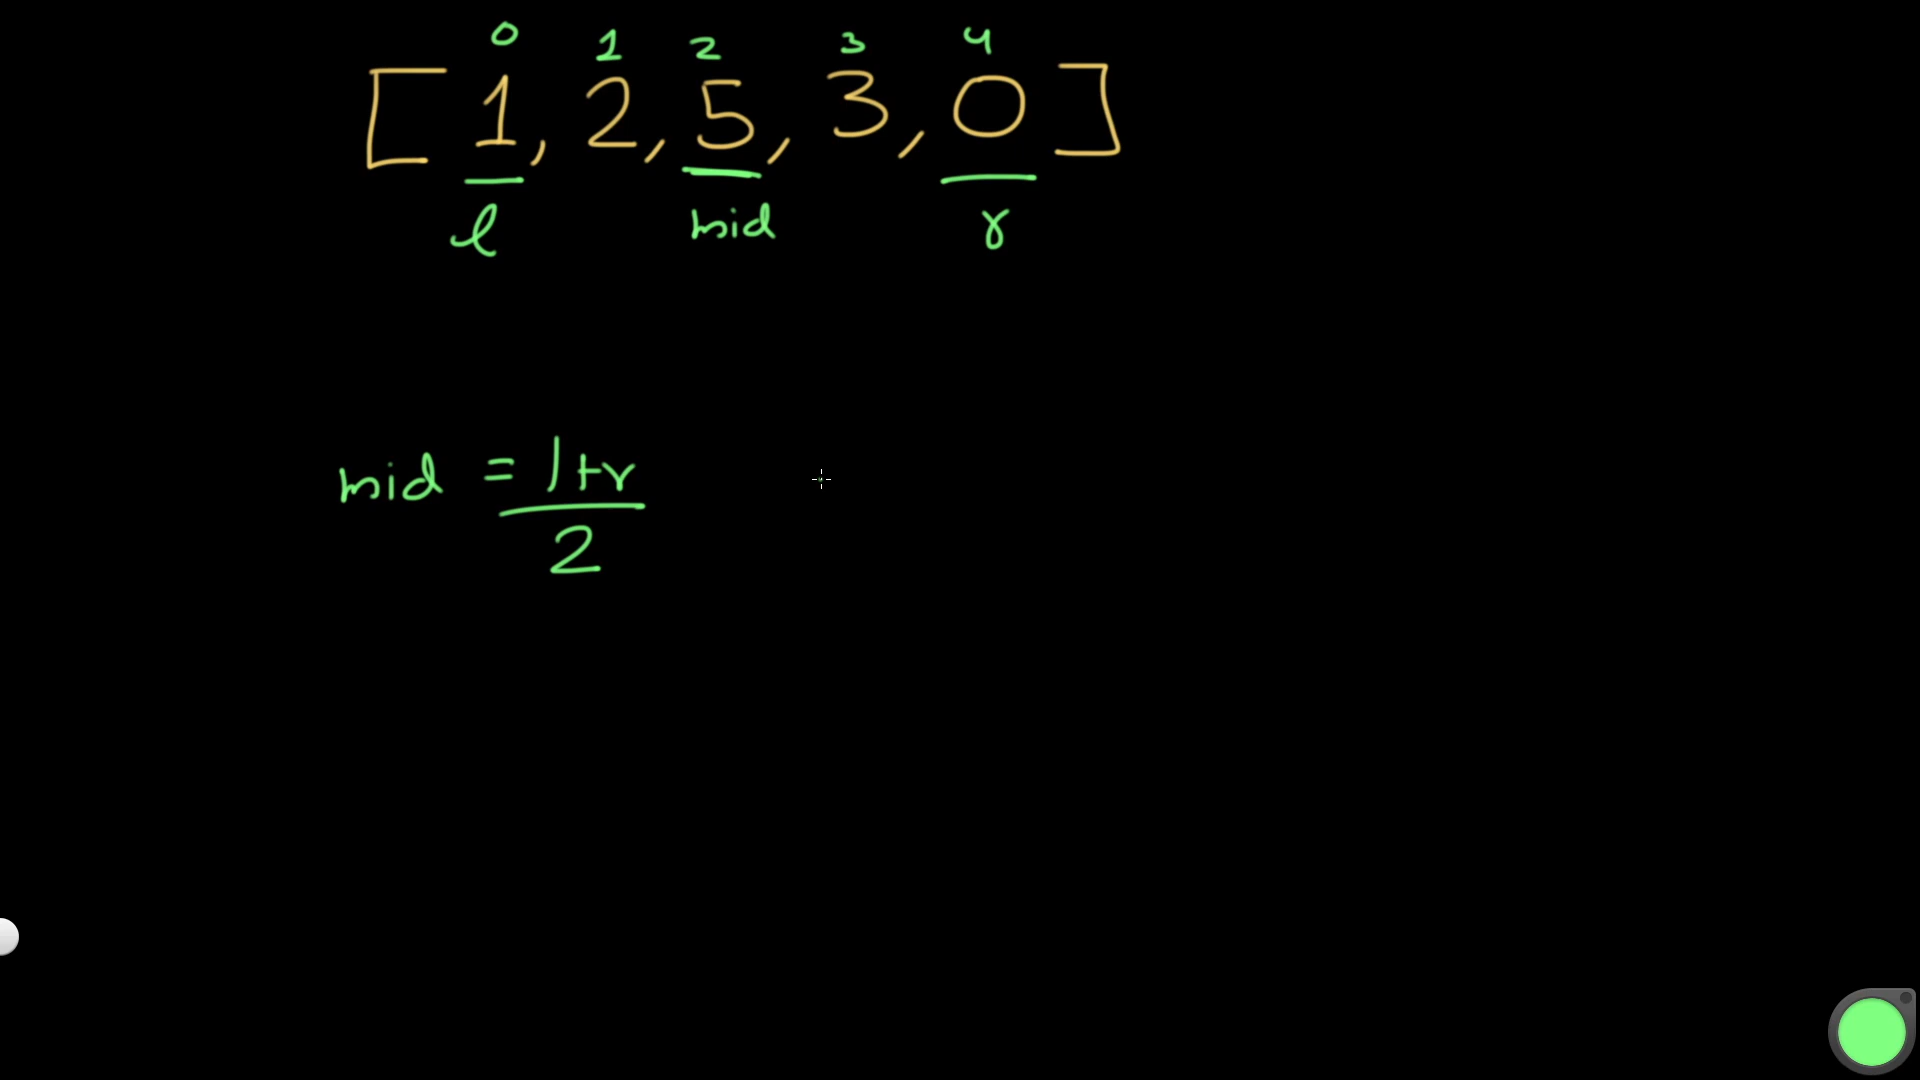 0 1 2 3 4
[1, 2, 5, 3, 0]
l mid r
mid = l+r
2